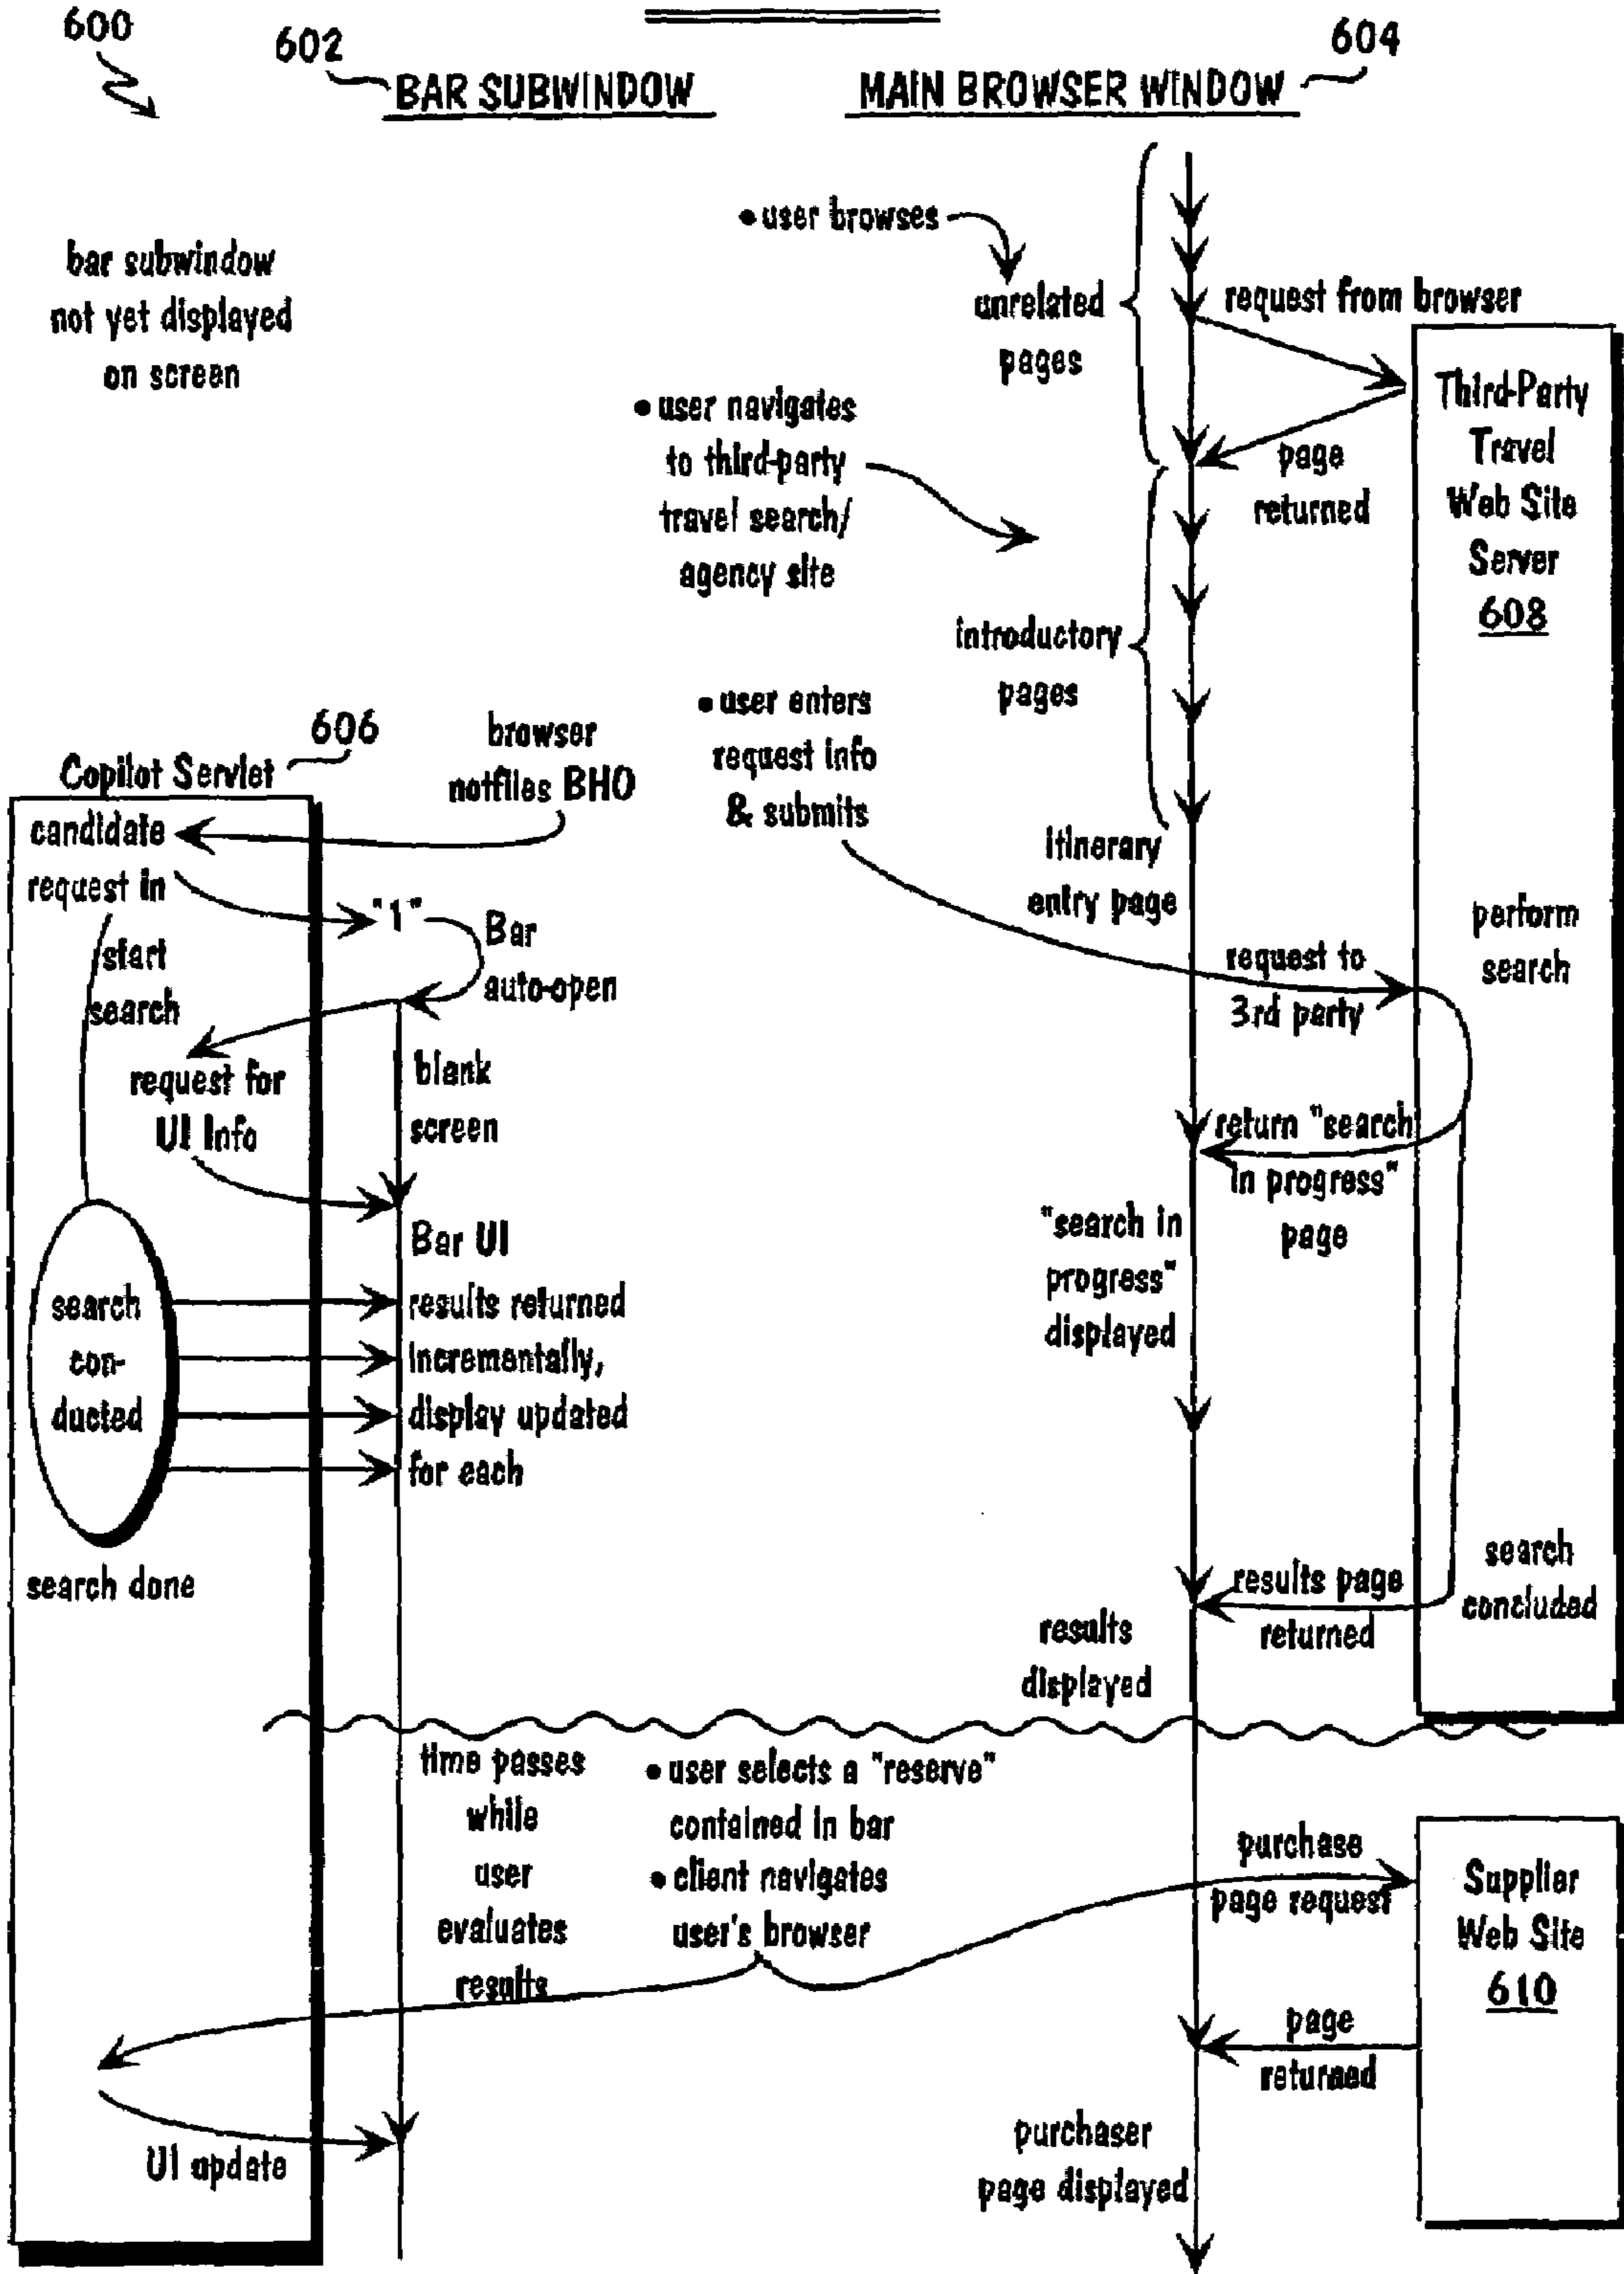 600
602
604
BAR SUBWINDOW
MAIN BROWSER WINDOW
bar subwindow
not yet displayed
on screen
• user browses
unrelated
pages
request from browser
page
returned
Third-Party
Travel
Web Site
Server
608
• user navigates
to third-party
travel search/
agency site
introductory
pages
• user enters
request info
& submits
606
Copilot Servlet
browser
notfiles BHO
candidate
request in
"1"
Bar
auto-open
start
search
request for
UI Info
blank
screen
itinerary
entry page
request to
3rd party
perform
search
return "search
in progress"
page
"search in
progress"
displayed
Bar UI
results returned
incrementally,
display updated
for each
search
con-
ducted
search done
results page
returned
search
concluded
results
displayed
time passes
while
user
evaluates
results
• user selects a "reserve"
contained in bar
• client navigates
user's browser
purchase
page request
Supplier
Web Site
610
page
returned
UI update
purchaser
page displayed